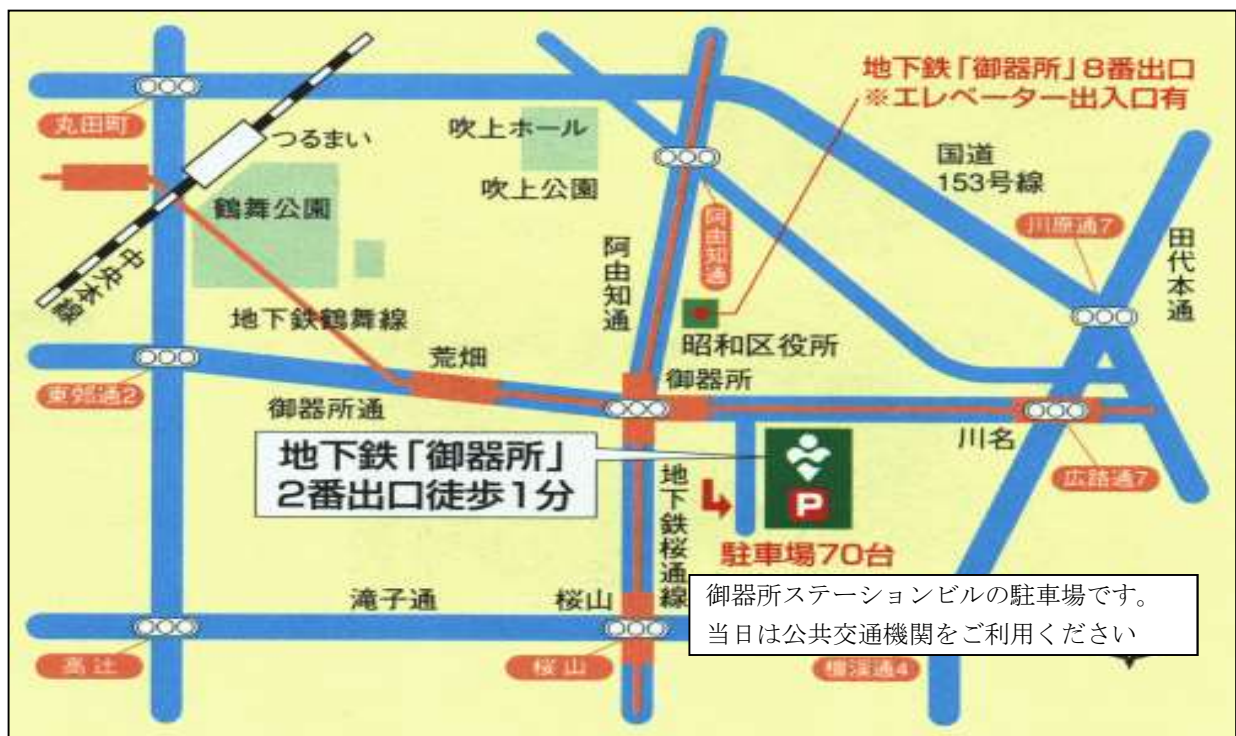 地下鉄「御器所」8番出口
※エレベーター出入口有
丸田町
つるまい
吹上ホール
吹上公園
国道
153号線
鶴舞公園
阿由知通
川原通7
田代本通
中央本線
阿由知通
地下鉄鶴舞線
昭和区役所
荒畑
御器所
東郊通2
御器所通
川名
地下鉄「御器所」
2番出口徒歩1分
広路通7
地下鉄桜通線
P
駐車場70台
滝子通
桜山
御器所ステーションビルの駐車場です。
当日は公共交通機関をご利用ください
高辻
桜山